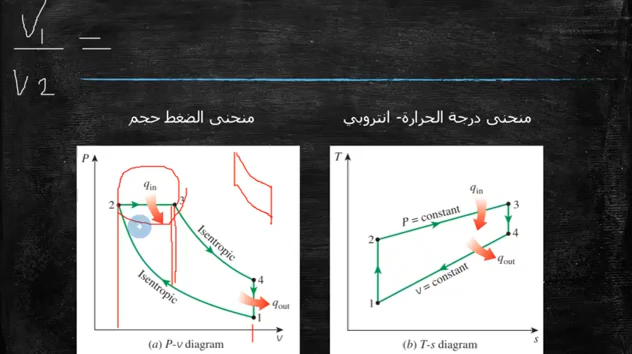 V1
V2 =
منحنى الضغط حجم
منحنى درجة الحرارة- انتروبي
P
qin
2
3
Isentropic
Isentropic
4
qout
1
v
(a) P-v diagram
T
qin
P = constant
3
2
4
qout
v = constant
1
s
(b) T-s diagram